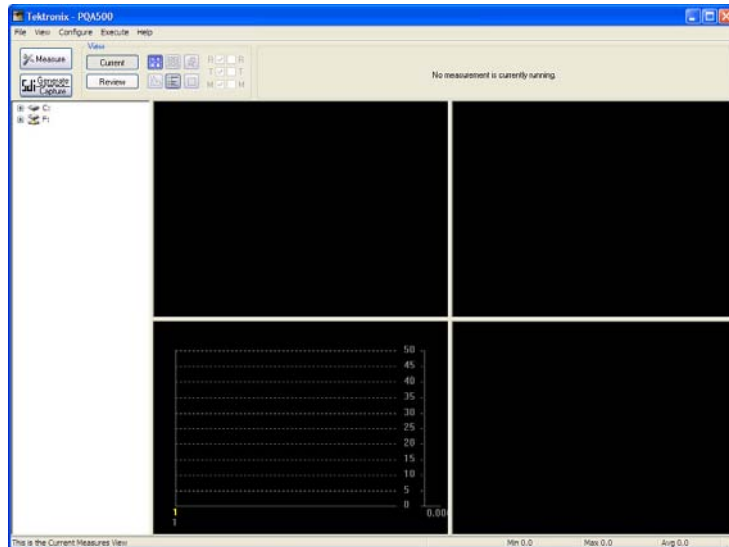 Tektronix - PQA500
File View Configure Execute Help
Measure
Sdi-Generate Capture
View
Current
Review
R R
T T
M M
No measurement is currently running.
C:
F:
50
45
40
35
30
25
20
15
10
5
0
1
1
0.00
This is the Current Measures View
Min 0.0 Max 0.0 Avg 0.0